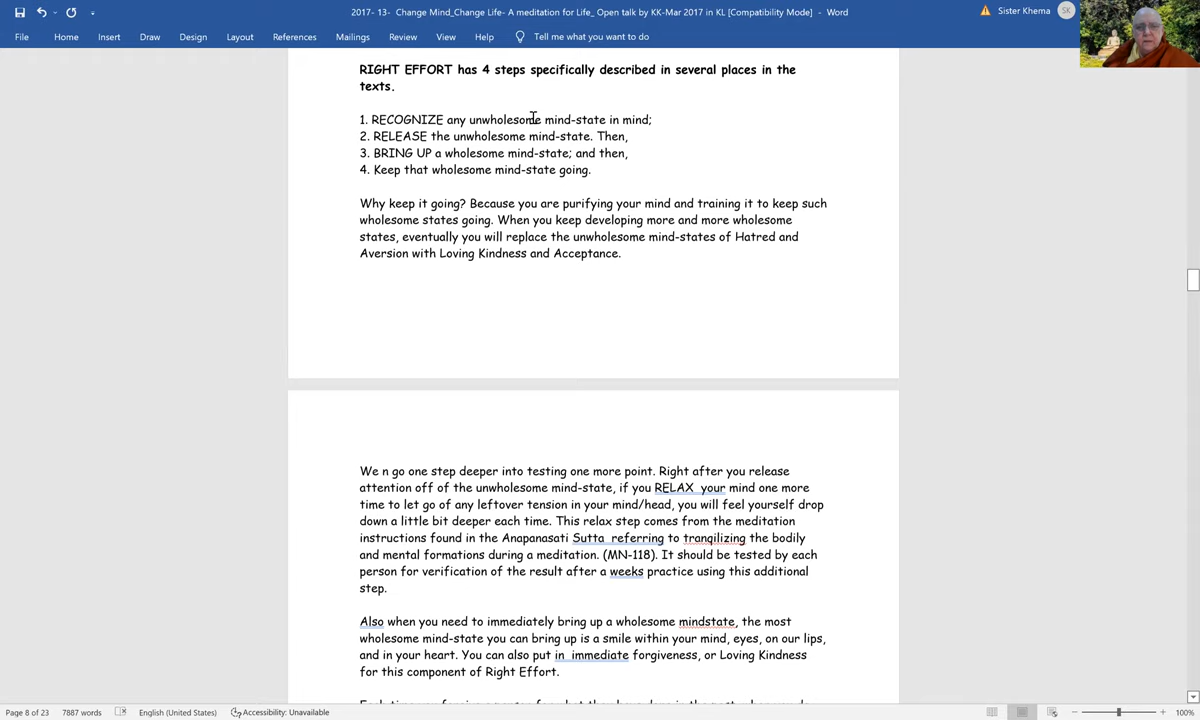 2017- 13- Change Mind_Change Life- A meditation for Life_ Open talk by KK-Mar 2017 in KL [Compatibility Mode] - Word
Sister Khema
SK
File Home Insert Draw Design Layout References Mailings Review View Help Tell me what you want to do
RIGHT EFFORT has 4 steps specifically described in several places in the
texts.
1. RECOGNIZE any unwholesome mind-state in mind;
2. RELEASE the unwholesome mind-state. Then,
3. BRING UP a wholesome mind-state; and then,
4. Keep that wholesome mind-state going.
Why keep it going? Because you are purifying your mind and training it to keep such
wholesome states going. When you keep developing more and more wholesome
states, eventually you will replace the unwholesome mind-states of Hatred and
Aversion with Loving Kindness and Acceptance.
We n go one step deeper into testing one more point. Right after you release
attention off of the unwholesome mind-state, if you RELAX your mind one more
time to let go of any leftover tension in your mind/head, you will feel yourself drop
down a little bit deeper each time. This relax step comes from the meditation
instructions found in the Anapanasati Sutta referring to tranqilizing the bodily
and mental formations during a meditation. (MN-118). It should be tested by each
person for verification of the result after a weeks practice using this additional
step.
Also when you need to immediately bring up a wholesome mindstate, the most
wholesome mind-state you can bring up is a smile within your mind, eyes, on our lips,
and in your heart. You can also put in immediate forgiveness, or Loving Kindness
for this component of Right Effort.
Page 8 of 23 7887 words English (United States) Accessibility: Unavailable 100%